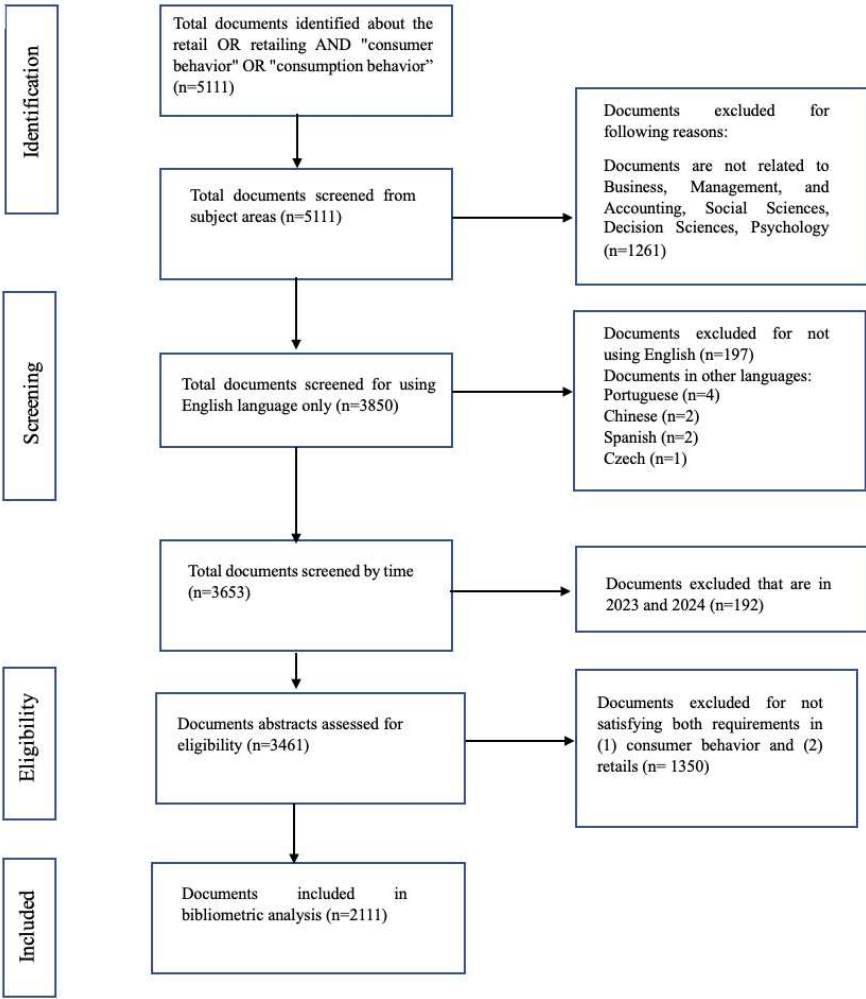 Identification
Total documents identified about the
retail OR retailing AND "consumer
behavior" OR "consumption behavior”
(n=5111)
Total documents screened from
subject areas (n=5111)
Documents excluded for
following reasons:
Documents are not related to
Business, Management, and
Accounting, Social Sciences,
Decision Sciences, Psychology
(n=1261)
Screening
Total documents screened for using
English language only (n=3850)
Documents excluded for not
using English (n=197)
Documents in other languages:
Portuguese (n=4)
Chinese (n=2)
Spanish (n=2)
Czech (n=1)
Total documents screened by time
(n=3653)
Documents excluded that are in
2023 and 2024 (n=192)
Eligibility
Documents abstracts assessed for
eligibility (n=3461)
Documents excluded for not
satisfying both requirements in
(1) consumer behavior and (2)
retails (n= 1350)
Included
Documents included in
bibliometric analysis (n=2111)